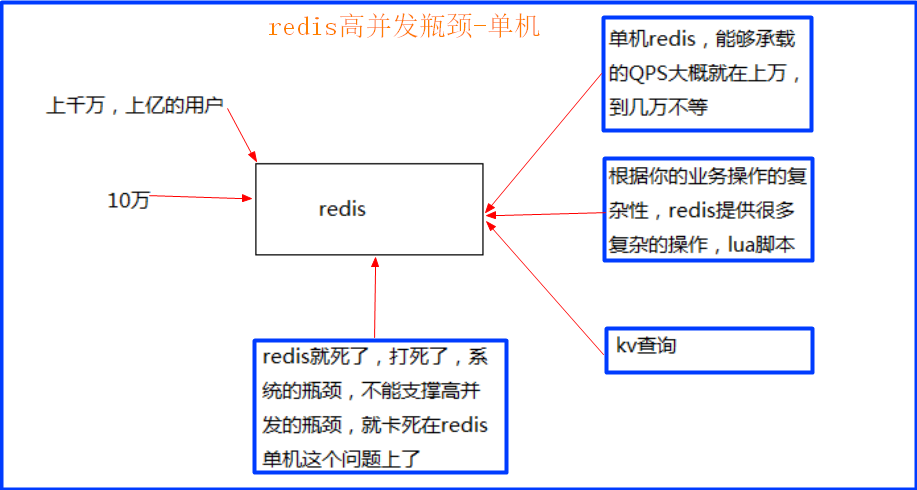 redis高并发瓶颈-单机
上千万，上亿的用户
10万
redis
单机redis，能够承载
的QPS大概就在上万，
到几万不等
根据你的业务操作的复
杂性，redis提供很多
复杂的操作，lua脚本
kv查询
redis就死了，打死了，系
统的瓶颈，不能支撑高并
发的瓶颈，就卡死在redis
单机这个问题上了